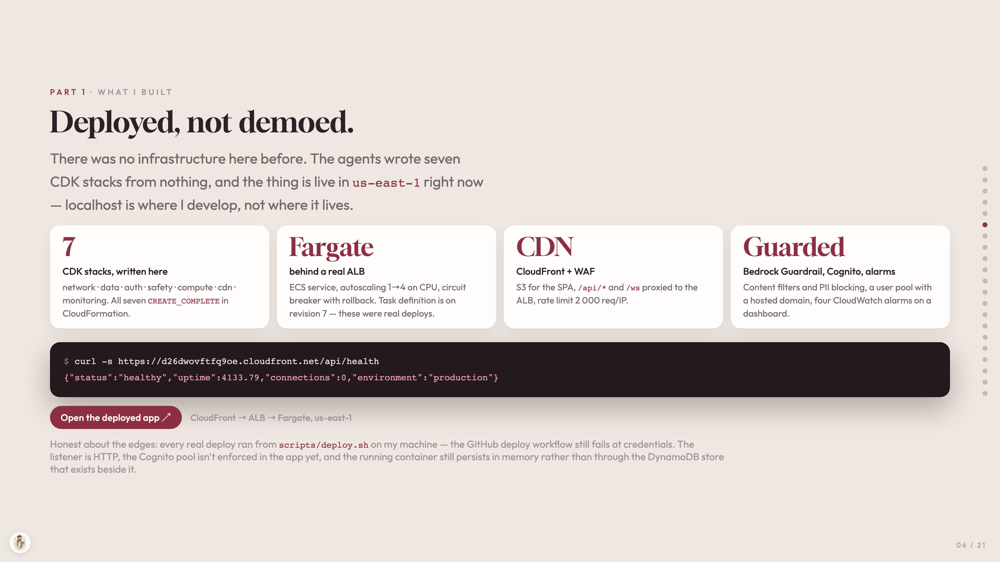 PART 1 · WHAT I BUILT
Deployed, not demoed.
There was no infrastructure here before. The agents wrote seven
CDK stacks from nothing, and the thing is live in us-east-1 right now
— localhost is where I develop, not where it lives.
7
CDK stacks, written here
network · data · auth · safety · compute · cdn ·
monitoring. All seven CREATE_COMPLETE in
CloudFormation.
Fargate
behind a real ALB
ECS service, autoscaling 1→4 on CPU, circuit
breaker with rollback. Task definition is on
revision 7 — these were real deploys.
CDN
CloudFront + WAF
S3 for the SPA, /api/* and /ws proxied to the
ALB, rate limit 2 000 req/IP.
Guarded
Bedrock Guardrail, Cognito, alarms
Content filters and PII blocking, a user pool with
a hosted domain, four CloudWatch alarms on a
dashboard.
$ curl -s https://d26dwovftfq9oe.cloudfront.net/api/health
{"status":"healthy","uptime":4133.79,"connections":0,"environment":"production"}
Open the deployed app ↗
CloudFront → ALB → Fargate, us-east-1
Honest about the edges: every real deploy ran from scripts/deploy.sh on my machine — the GitHub deploy workflow still fails at credentials. The
listener is HTTP, the Cognito pool isn't enforced in the app yet, and the running container still persists in memory rather than through the DynamoDB store
that exists beside it.
06 / 21